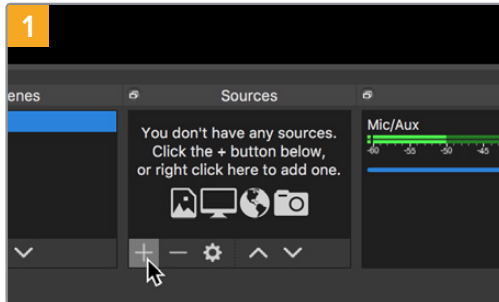 1
enes
Sources
You don't have any sources.
Click the + button below,
or right click here to add one.
Mic/Aux
-60 -55 -50 -45